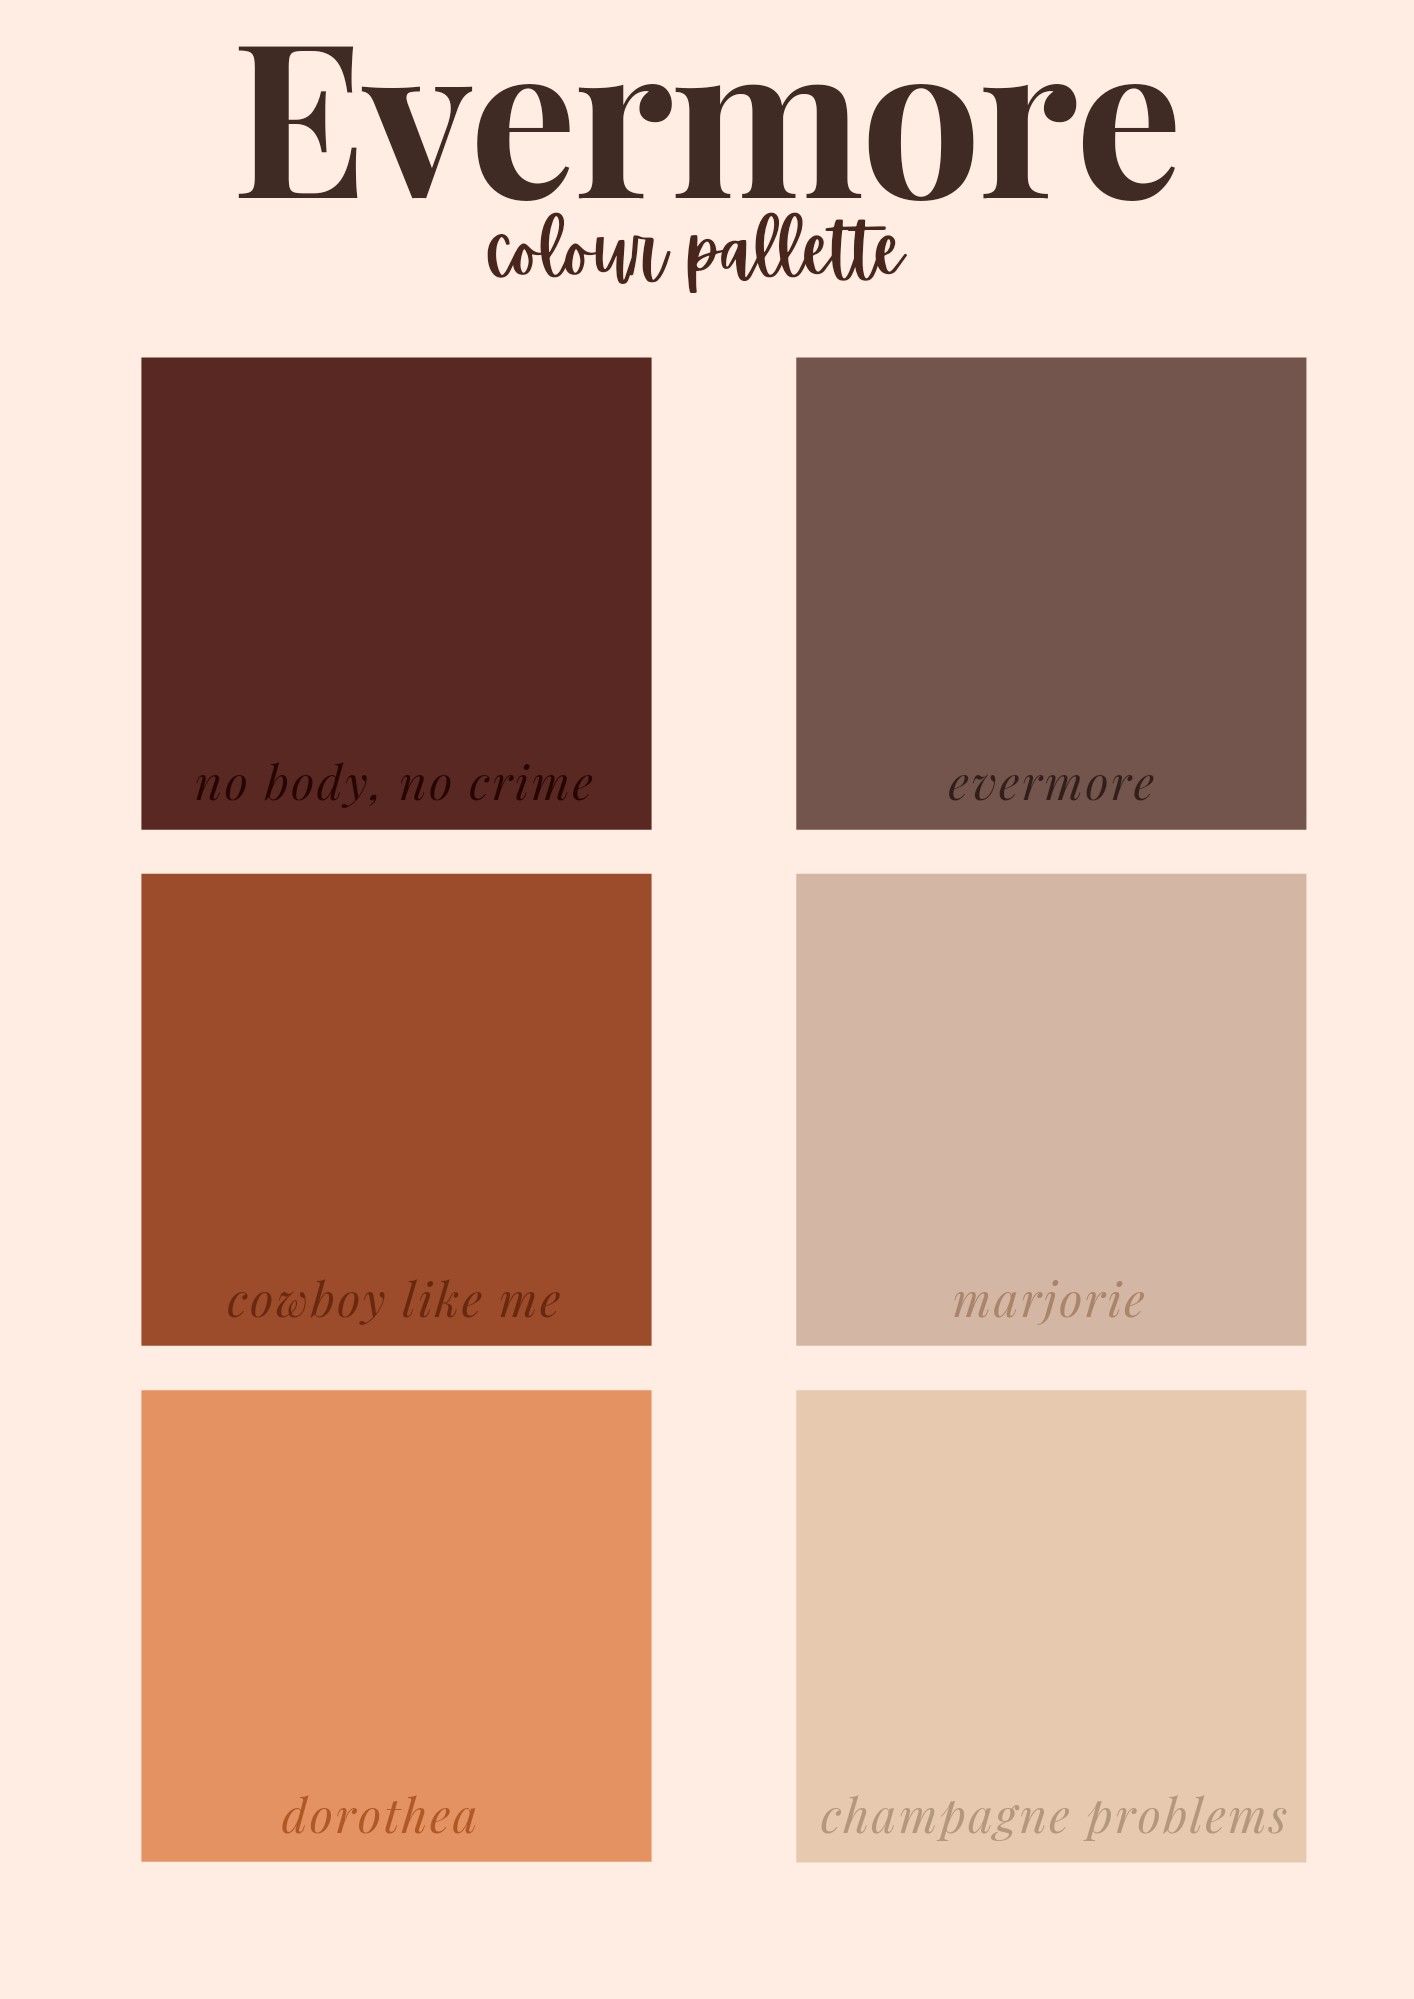 Evermore
colour pallette
no body, no crime
evermore
cowboy like me
marjorie
dorothea
champagne problems